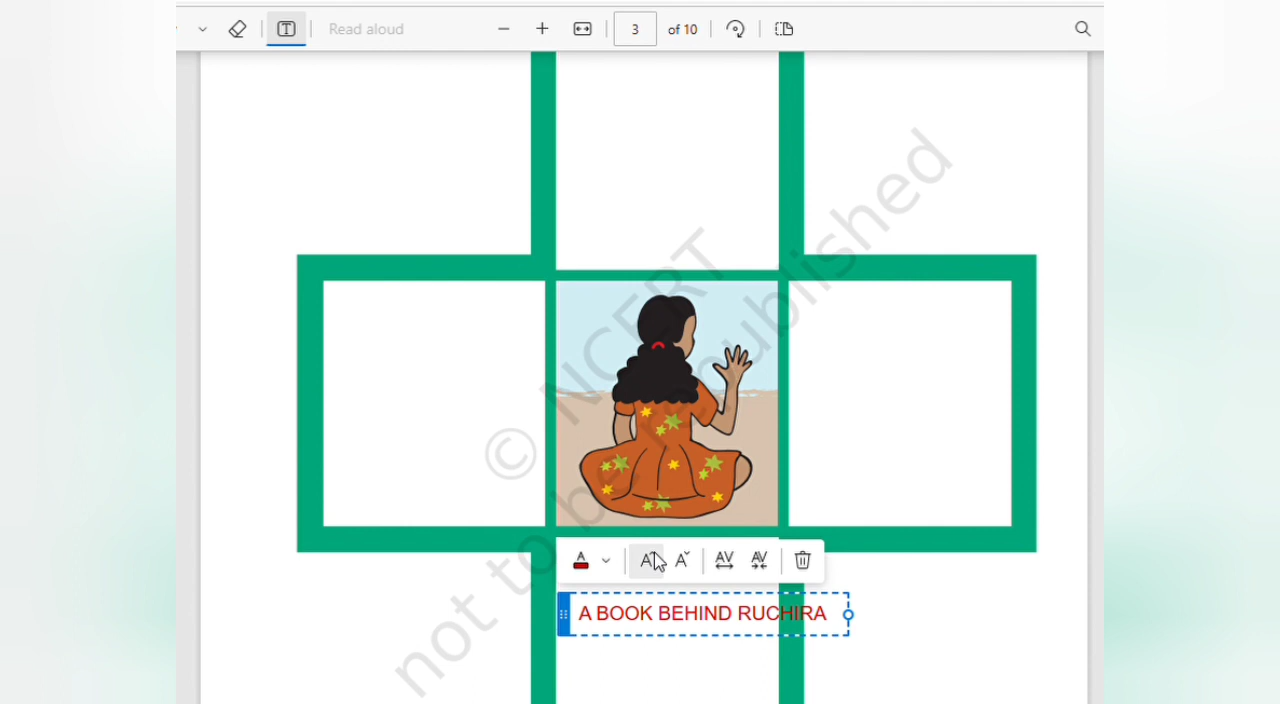 Read aloud
3 of 10
© NCERT
not to be republished
A BOOK BEHIND RUCHIRA